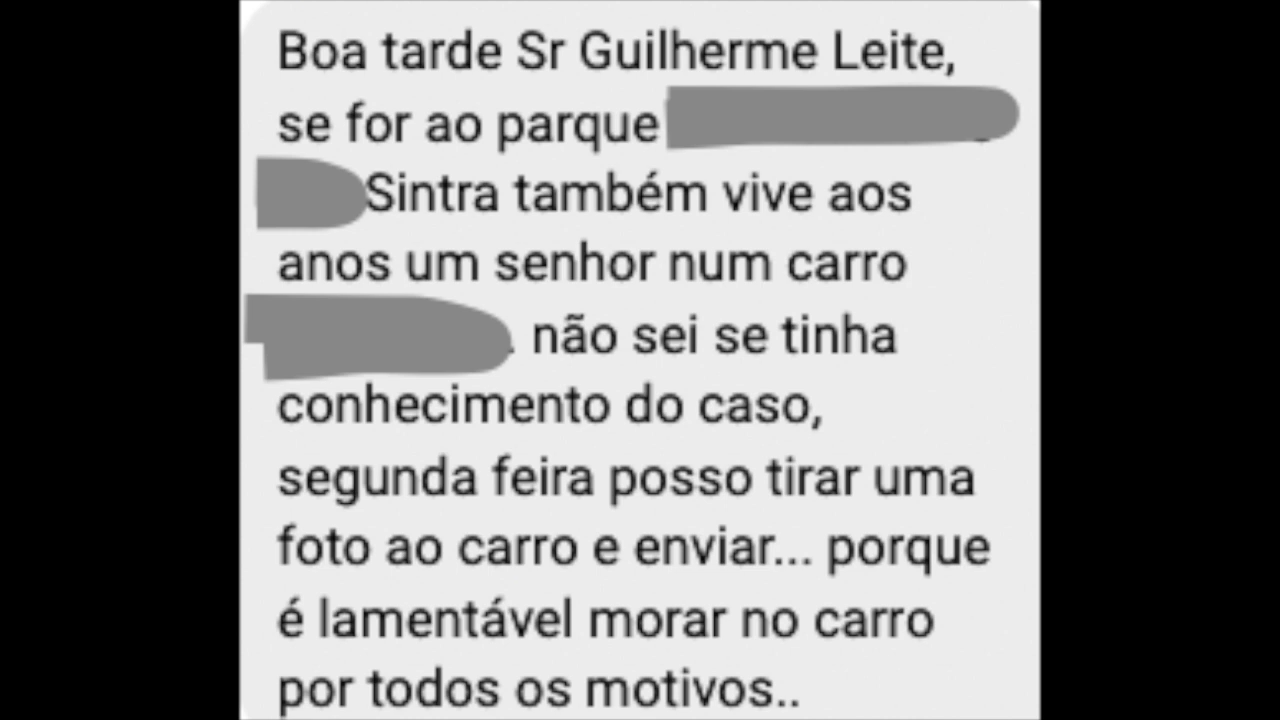 Boa tarde Sr Guilherme Leite,
se for ao parque
Sintra também vive aos
anos um senhor num carro
. não sei se tinha
conhecimento do caso,
segunda feira posso tirar uma
foto ao carro e enviar... porque
é lamentável morar no carro
por todos os motivos..